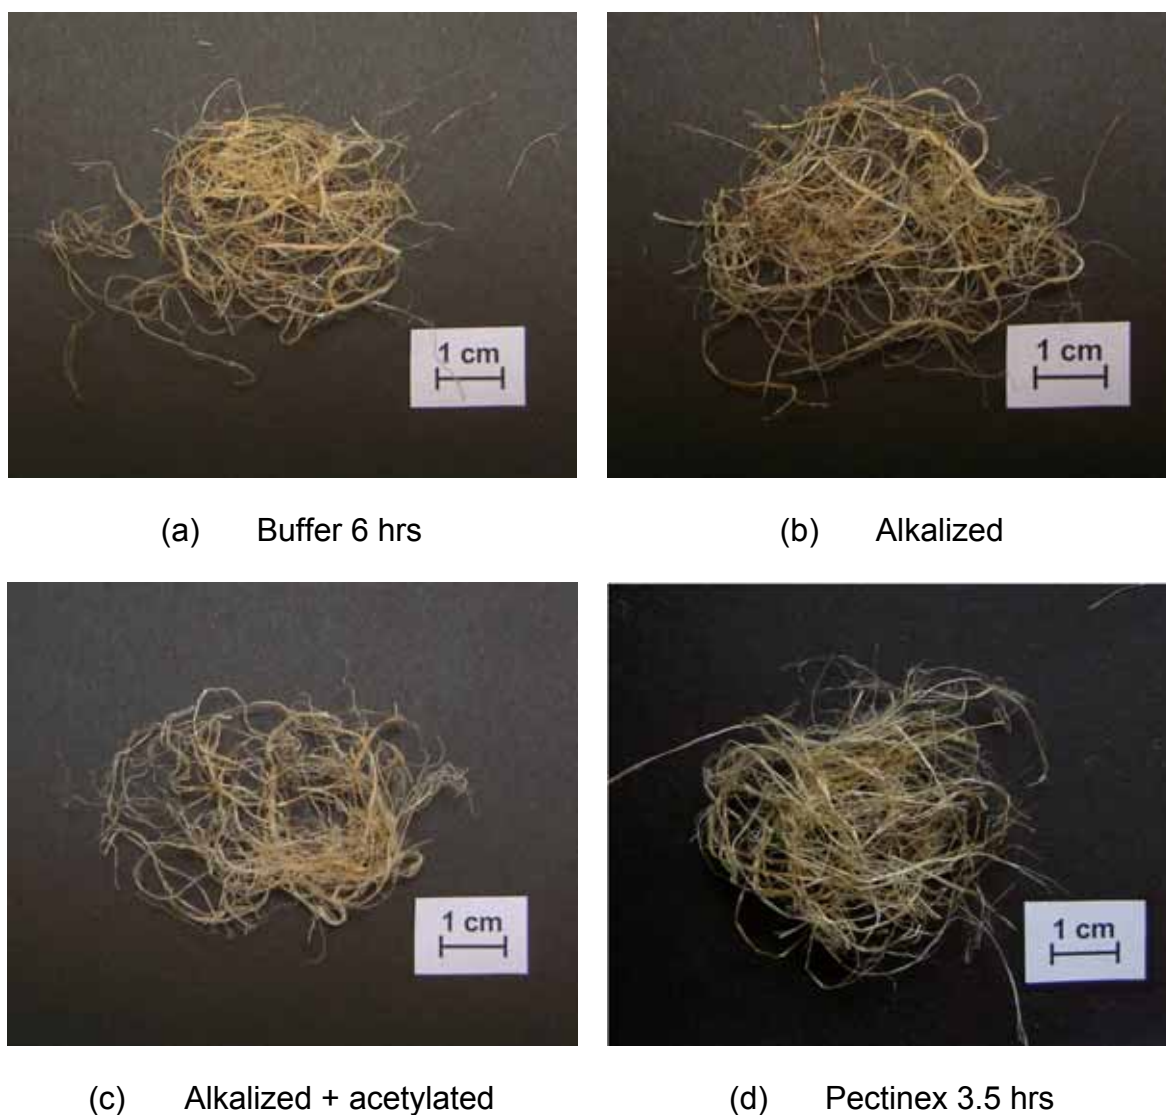 1 cm
1 cm
(a) Buffer 6 hrs
(b) Alkalized
1 cm
1 cm
(c) Alkalized + acetylated
(d) Pectinex 3.5 hrs